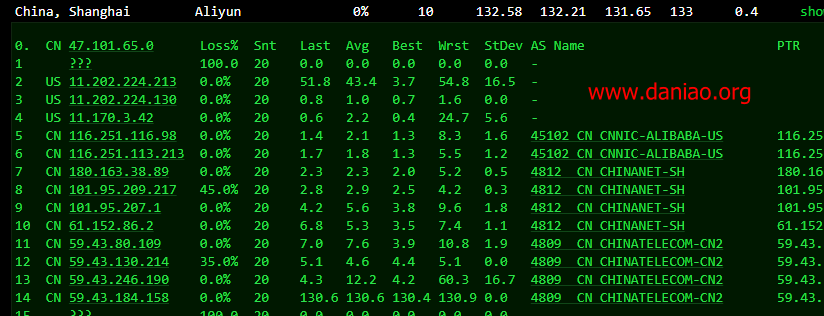 China, Shanghai Aliyun 0% 10 132.58 132.21 131.65 133 0.4 show
0. CN 47.101.65.0 Loss% Snt Last Avg Best Wrst StDev AS Name PTR
1 ??? 100.0 20 0.0 0.0 0.0 0.0 0.0 -
2 US 11.202.224.213 0.0% 20 51.8 43.4 3.7 54.8 16.5 -
www.daniao.org
3 US 11.202.224.130 0.0% 20 0.8 1.0 0.7 1.6 0.0 -
4 US 11.170.3.42 0.0% 20 0.6 2.2 0.4 24.7 5.6 -
5 CN 116.251.116.98 0.0% 20 1.4 2.1 1.3 8.3 1.6 45102 CN CNNIC-ALIBABA-US 116.25
6 CN 116.251.113.213 0.0% 20 1.7 1.8 1.3 5.5 1.2 45102 CN CNNIC-ALIBABA-US
7 CN 180.163.38.89 0.0% 20 2.3 2.3 2.0 5.2 0.5 4812 CN CHINANET-SH 180.16
8 CN 101.95.209.217 45.0% 20 2.8 2.9 2.5 4.2 0.3 4812 CN CHINANET-SH 101.95
9 CN 101.95.207.1 0.0% 20 4.2 5.6 3.8 9.6 1.8 4812 CN CHINANET-SH 101.95
10 CN 61.152.86.2 0.0% 20 6.8 5.3 3.5 7.4 1.1 4812 CN CHINANET-SH 61.152
11 CN 59.43.80.109 0.0% 20 7.0 7.6 3.9 10.8 1.9 4809 CN CHINATELECOM-CN2 59.43.
12 CN 59.43.130.214 35.0% 20 5.1 4.6 4.4 5.1 0.0 4809 CN CHINATELECOM-CN2 59.43.
13 CN 59.43.246.190 0.0% 20 4.3 12.2 4.2 60.3 16.7 4809 CN CHINATELECOM-CN2 59.43.
14 CN 59.43.184.158 0.0% 20 130.6 130.6 130.4 130.9 0.0 4809 CN CHINATELECOM-CN2 59.43.
15 ??? 100.0 20 0.0 0.0 0.0 0.0 0.0